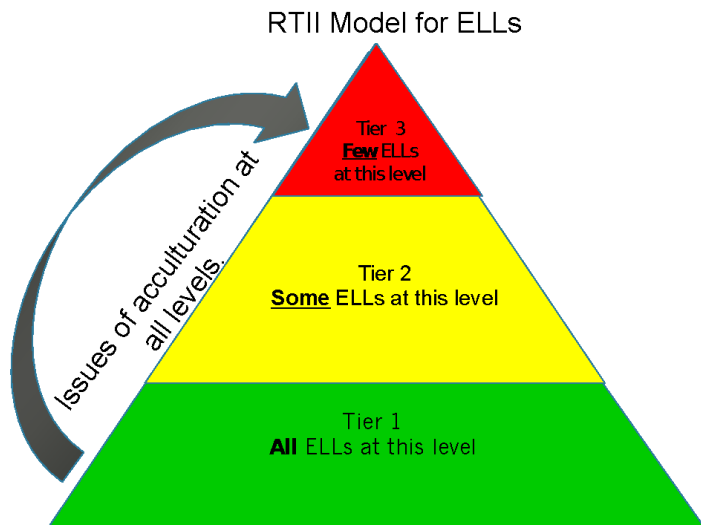 RTII Model for ELLs
Tier 3
Few ELLs
at this level
Issues of acculturation at
all levels.
Tier 2
Some ELLs at this level
Tier 1
All ELLs at this level